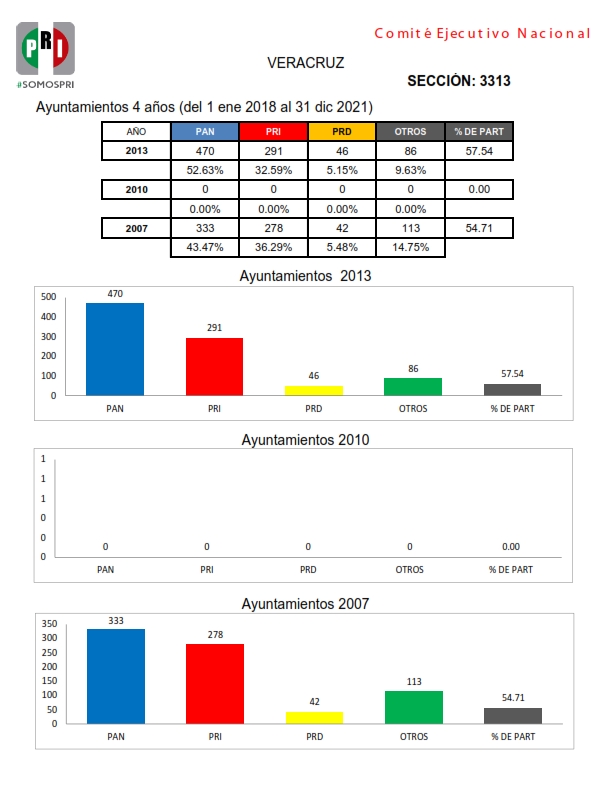 Comité Ejecutivo Nacional
PRI
#SOMOSPRI
VERACRUZ
SECCIÒN: 3313
Ayuntamientos 4 años (del 1 ene 2018 al 31 dic 2021)
AÑO PAN PRI PRD OTROS % DE PART
2013 470 291 46 86 57.54
52.63% 32.59% 5.15% 9.63%
2010 0 0 0 0 0.00
0.00% 0.00% 0.00% 0.00%
2007 333 278 42 113 54.71
43.47% 36.29% 5.48% 14.75%
Ayuntamientos 2013
500
400
300
200
100
0
470 291 46 86 57.54
PAN PRI PRD OTROS % DE PART
Ayuntamientos 2010
1
1
1
0
0
0
0 0 0 0 0.00
PAN PRI PRD OTROS % DE PART
Ayuntamientos 2007
350
300
250
200
150
100
50
0
333 278 42 113 54.71
PAN PRI PRD OTROS % DE PART